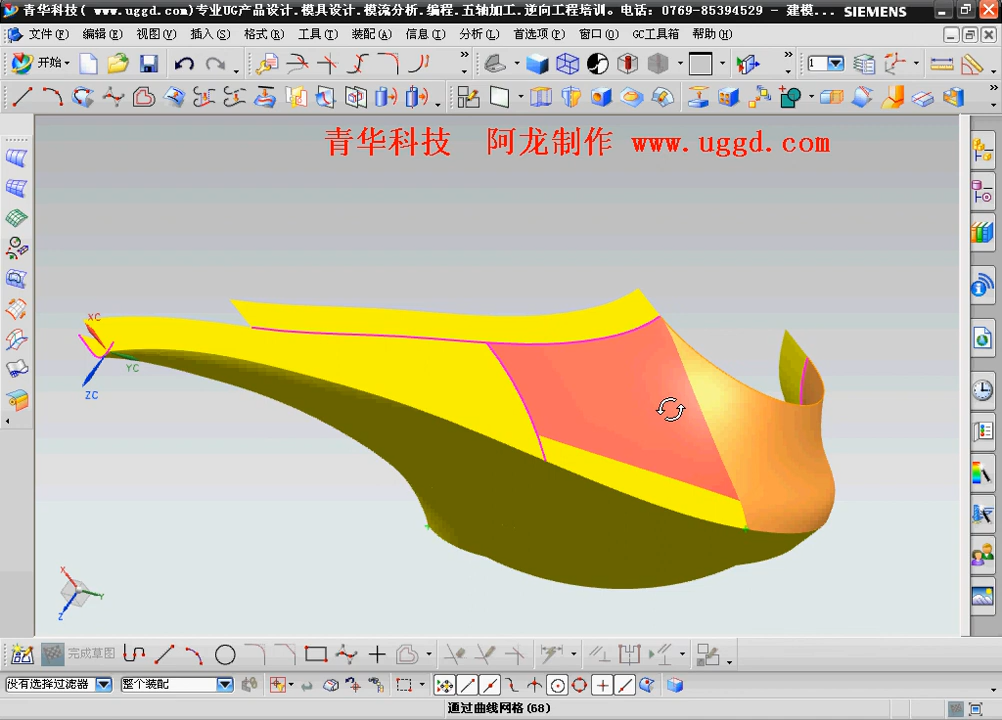 青华科技( www.uggd.com)专业UG产品设计.模具设计.模流分析.编程.五轴加工.逆向工程培训。电话：0769-85394529 - 建模... SIEMENS
文件(F) 编辑(E) 视图(V) 插入(S) 格式(R) 工具(T) 装配(A) 信息(I) 分析(L) 首选项(P) 窗口(O) GC工具箱 帮助(H)
开始
1
青华科技 阿龙制作 www.uggd.com
XC
YC
ZC
X
Y
Z
完成草图
没有选择过滤器 整个装配
通过曲线网格(68)